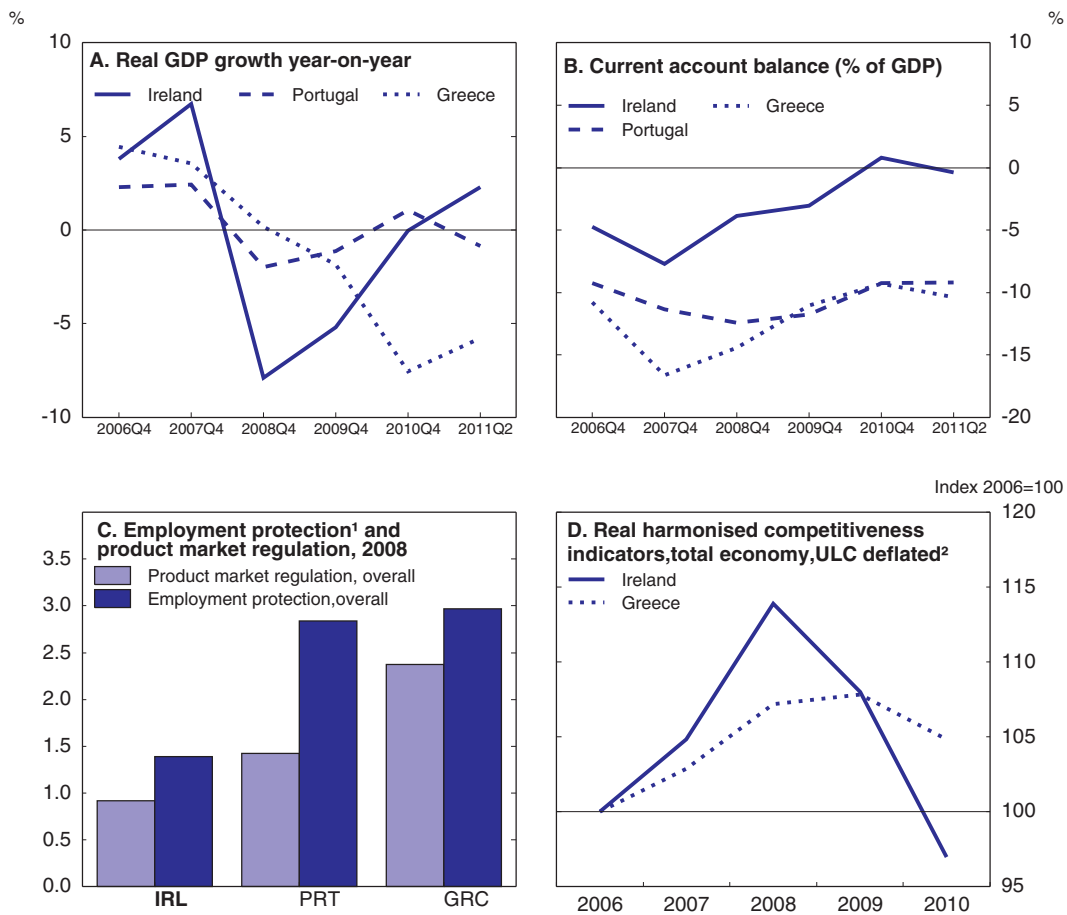 %
%
10
5
0
-5
-10
A. Real GDP growth year-on-year
Ireland Portugal Greece
2006Q4 2007Q4 2008Q4 2009Q4 2010Q4 2011Q2
10
5
0
-5
-10
-15
-20
B. Current account balance (% of GDP)
Ireland Greece
Portugal
2006Q4 2007Q4 2008Q4 2009Q4 2010Q4 2011Q2
C. Employment protection¹ and
product market regulation, 2008
Product market regulation, overall
Employment protection,overall
3.5
3.0
2.5
2.0
1.5
1.0
0.5
0.0
IRL PRT GRC
Index 2006=100
D. Real harmonised competitiveness
indicators,total economy,ULC deflated²
Ireland
Greece
120
115
110
105
100
95
2006 2007 2008 2009 2010